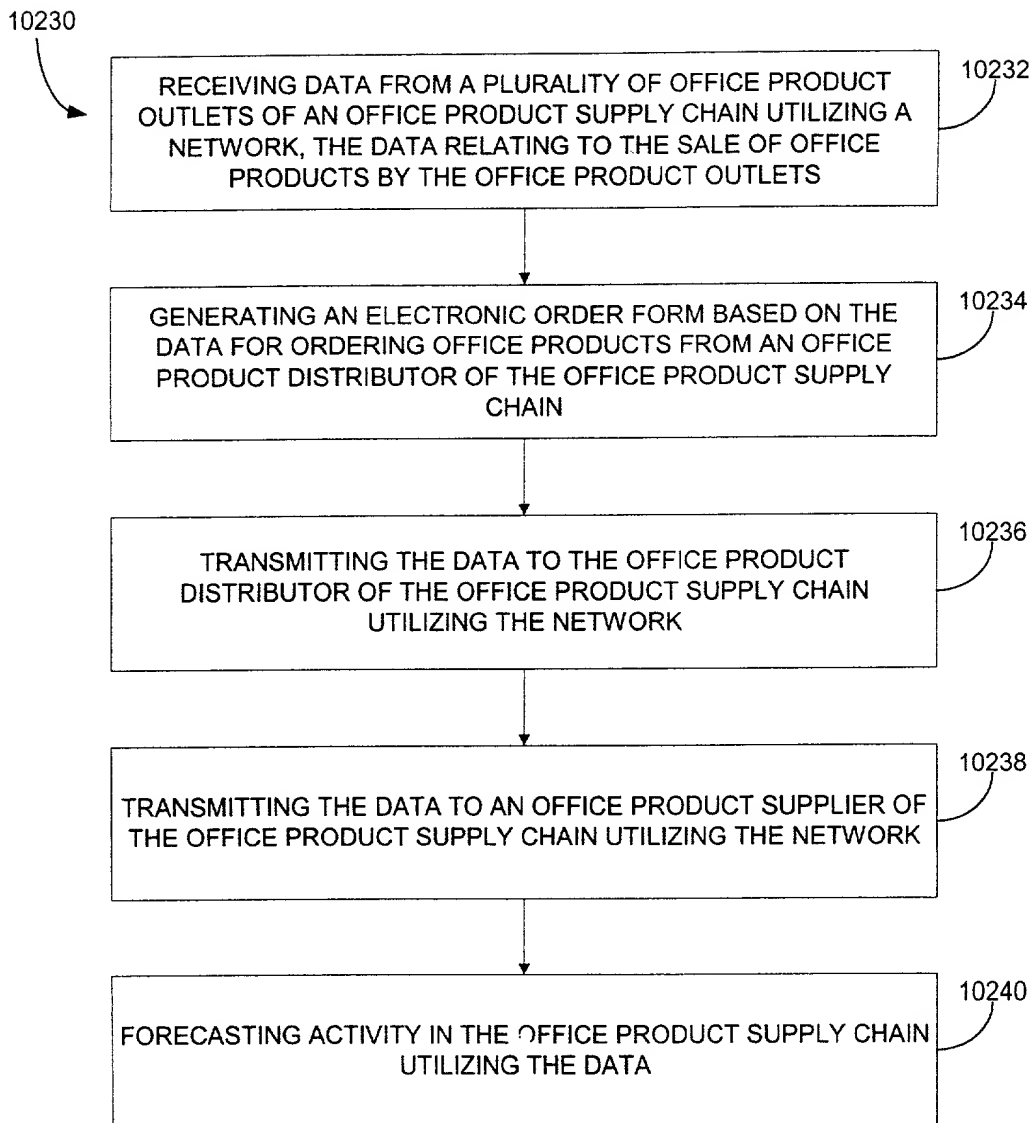 10230
RECEIVING DATA FROM A PLURALITY OF OFFICE PRODUCT
OUTLETS OF AN OFFICE PRODUCT SUPPLY CHAIN UTILIZING A
NETWORK, THE DATA RELATING TO THE SALE OF OFFICE
PRODUCTS BY THE OFFICE PRODUCT OUTLETS
10232
GENERATING AN ELECTRONIC ORDER FORM BASED ON THE
DATA FOR ORDERING OFFICE PRODUCTS FROM AN OFFICE
PRODUCT DISTRIBUTOR OF THE OFFICE PRODUCT SUPPLY
CHAIN
10234
TRANSMITTING THE DATA TO THE OFFICE PRODUCT
DISTRIBUTOR OF THE OFFICE PRODUCT SUPPLY CHAIN
UTILIZING THE NETWORK
10236
TRANSMITTING THE DATA TO AN OFFICE PRODUCT SUPPLIER OF
THE OFFICE PRODUCT SUPPLY CHAIN UTILIZING THE NETWORK
10238
FORECASTING ACTIVITY IN THE OFFICE PRODUCT SUPPLY CHAIN
UTILIZING THE DATA
10240